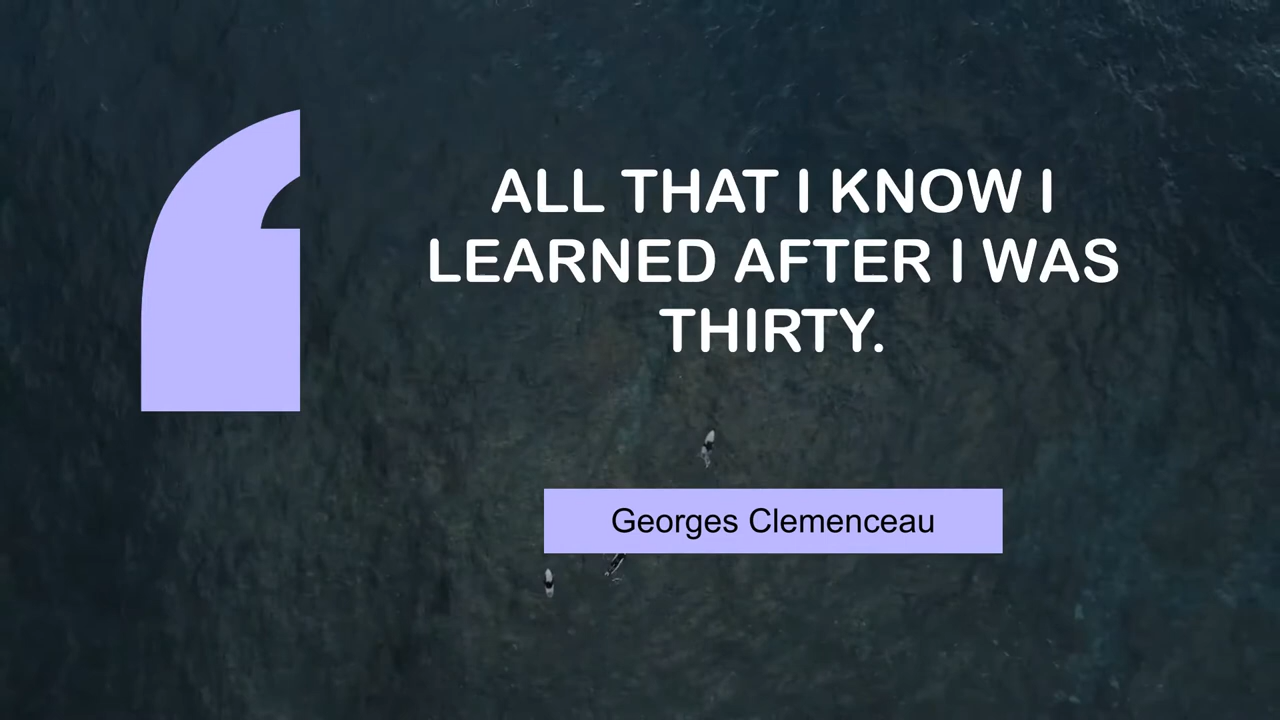 ALL THAT I KNOW I
LEARNED AFTER I WAS
THIRTY.
Georges Clemenceau